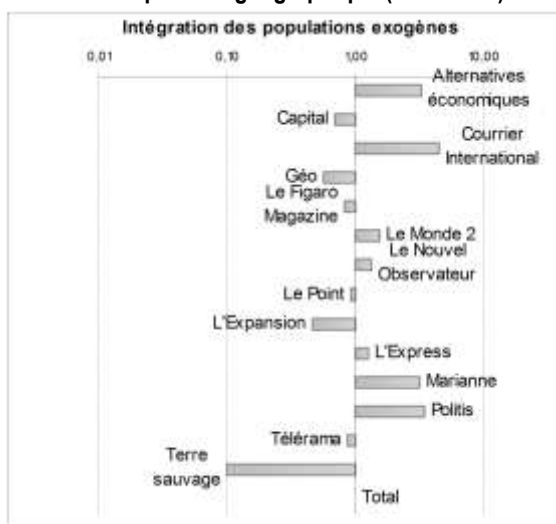 Intégration des populations exogènes
0,01 0,10 1,00 10,00
Alternatives
économiques
Capital
Courrier
International
Géo
Le Figaro
Magazine
Le Monde 2
Le Nouvel
Observateur
Le Point
L'Expansion
L'Express
Marianne
Politis
Télérama
Terre
sauvage
Total